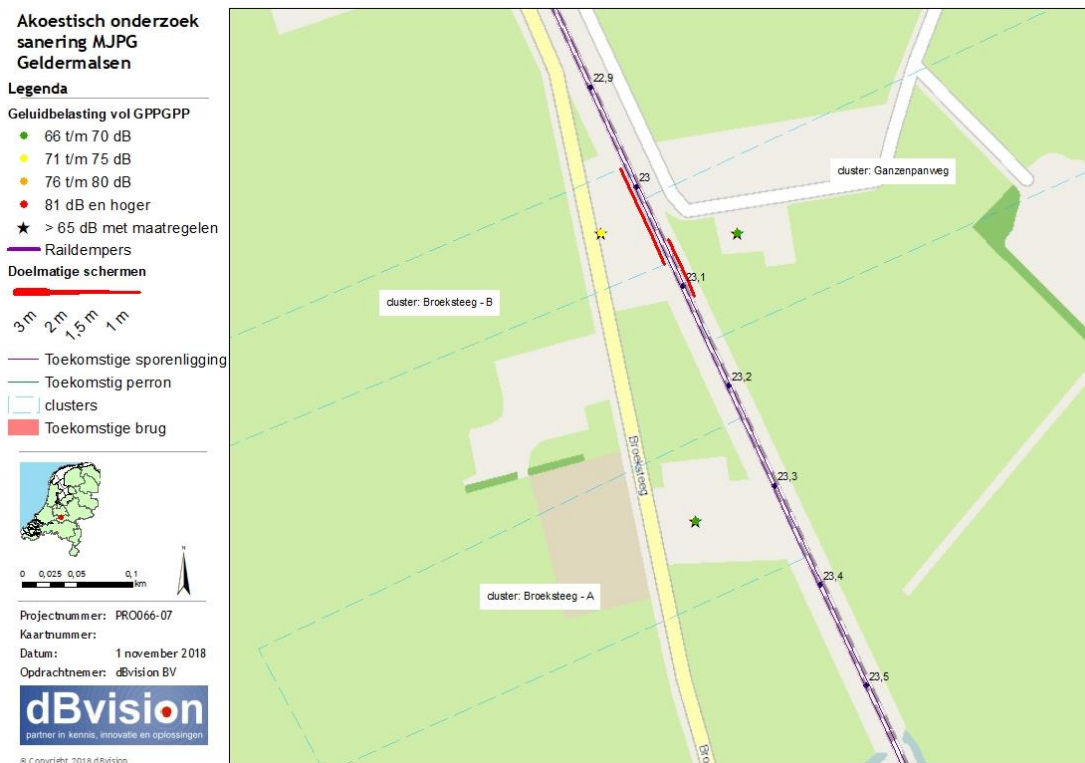 Akoestisch onderzoek
sanering MJPG
Geldermalsen
Legenda
Geluidbelasting vol GPPGPP
66 t/m 70 dB
71 t/m 75 dB
76 t/m 80 dB
81 dB en hoger
> 65 dB met maatregelen
Raildempers
Doelmatige schermen
3 m
2 m
1,5 m
1 m
Toekomstige sporenligging
Toekomstig perron
clusters
Toekomstige brug
N
0 0,025 0,05 0,1
km
Projectnummer: PRO066-07
Kaartnummer:
Datum: 1 november 2018
Opdrachtnemer: dBvision BV
dBvision
partner in kennis, innovatie en oplossingen
© Copyright 2018 dBvision
22,9
23
cluster: Ganzenpanweg
23,1
cluster: Broeksteeg - B
23,2
Broeksteeg
23,3
cluster: Broeksteeg - A
23,4
23,5
Bro